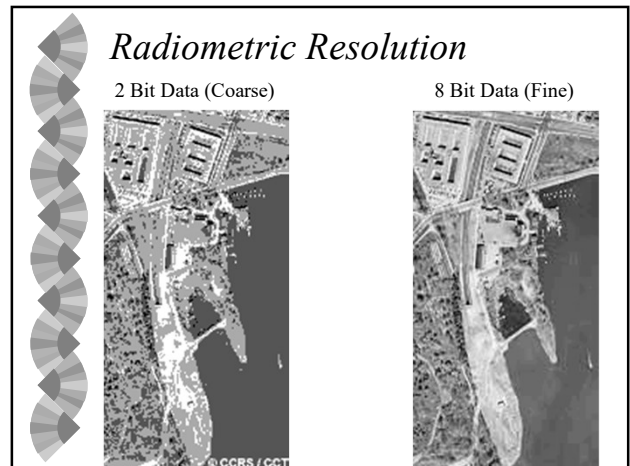 Radiometric Resolution
2 Bit Data (Coarse)
8 Bit Data (Fine)
© CCRS / CCT